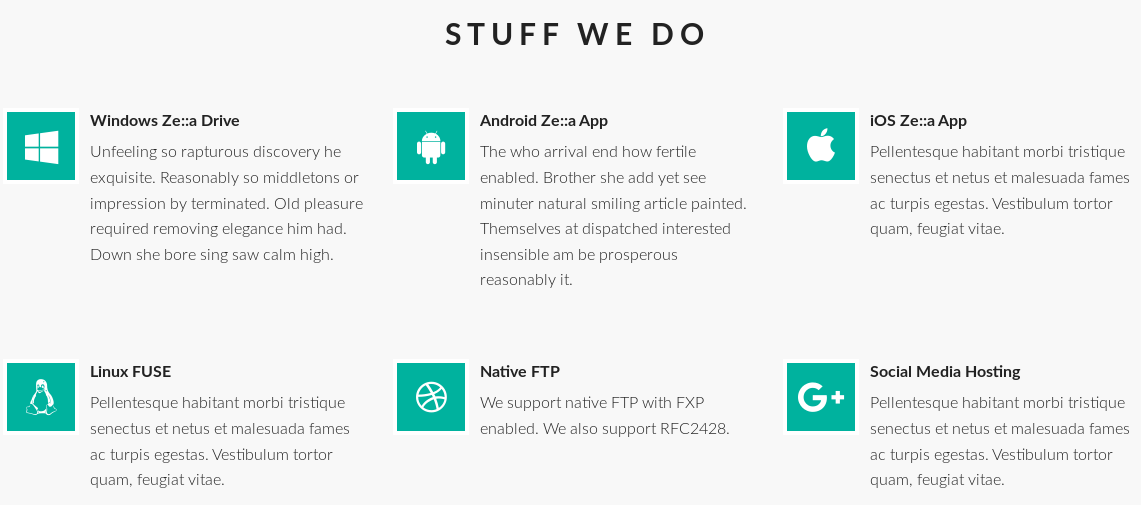 STUFF WE DO
Windows Ze::a Drive
Unfeeling so rapturous discovery he
exquisite. Reasonably so middletons or
impression by terminated. Old pleasure
required removing elegance him had.
Down she bore sing saw calm high.
Android Ze::a App
The who arrival end how fertile
enabled. Brother she add yet see
minuter natural smiling article painted.
Themselves at dispatched interested
insensible am be prosperous
reasonably it.
iOS Ze::a App
Pellentesque habitant morbi tristique
senectus et netus et malesuada fames
ac turpis egestas. Vestibulum tortor
quam, feugiat vitae.
Linux FUSE
Pellentesque habitant morbi tristique
senectus et netus et malesuada fames
ac turpis egestas. Vestibulum tortor
quam, feugiat vitae.
Native FTP
We support native FTP with FXP
enabled. We also support RFC2428.
G+
Social Media Hosting
Pellentesque habitant morbi tristique
senectus et netus et malesuada fames
ac turpis egestas. Vestibulum tortor
quam, feugiat vitae.